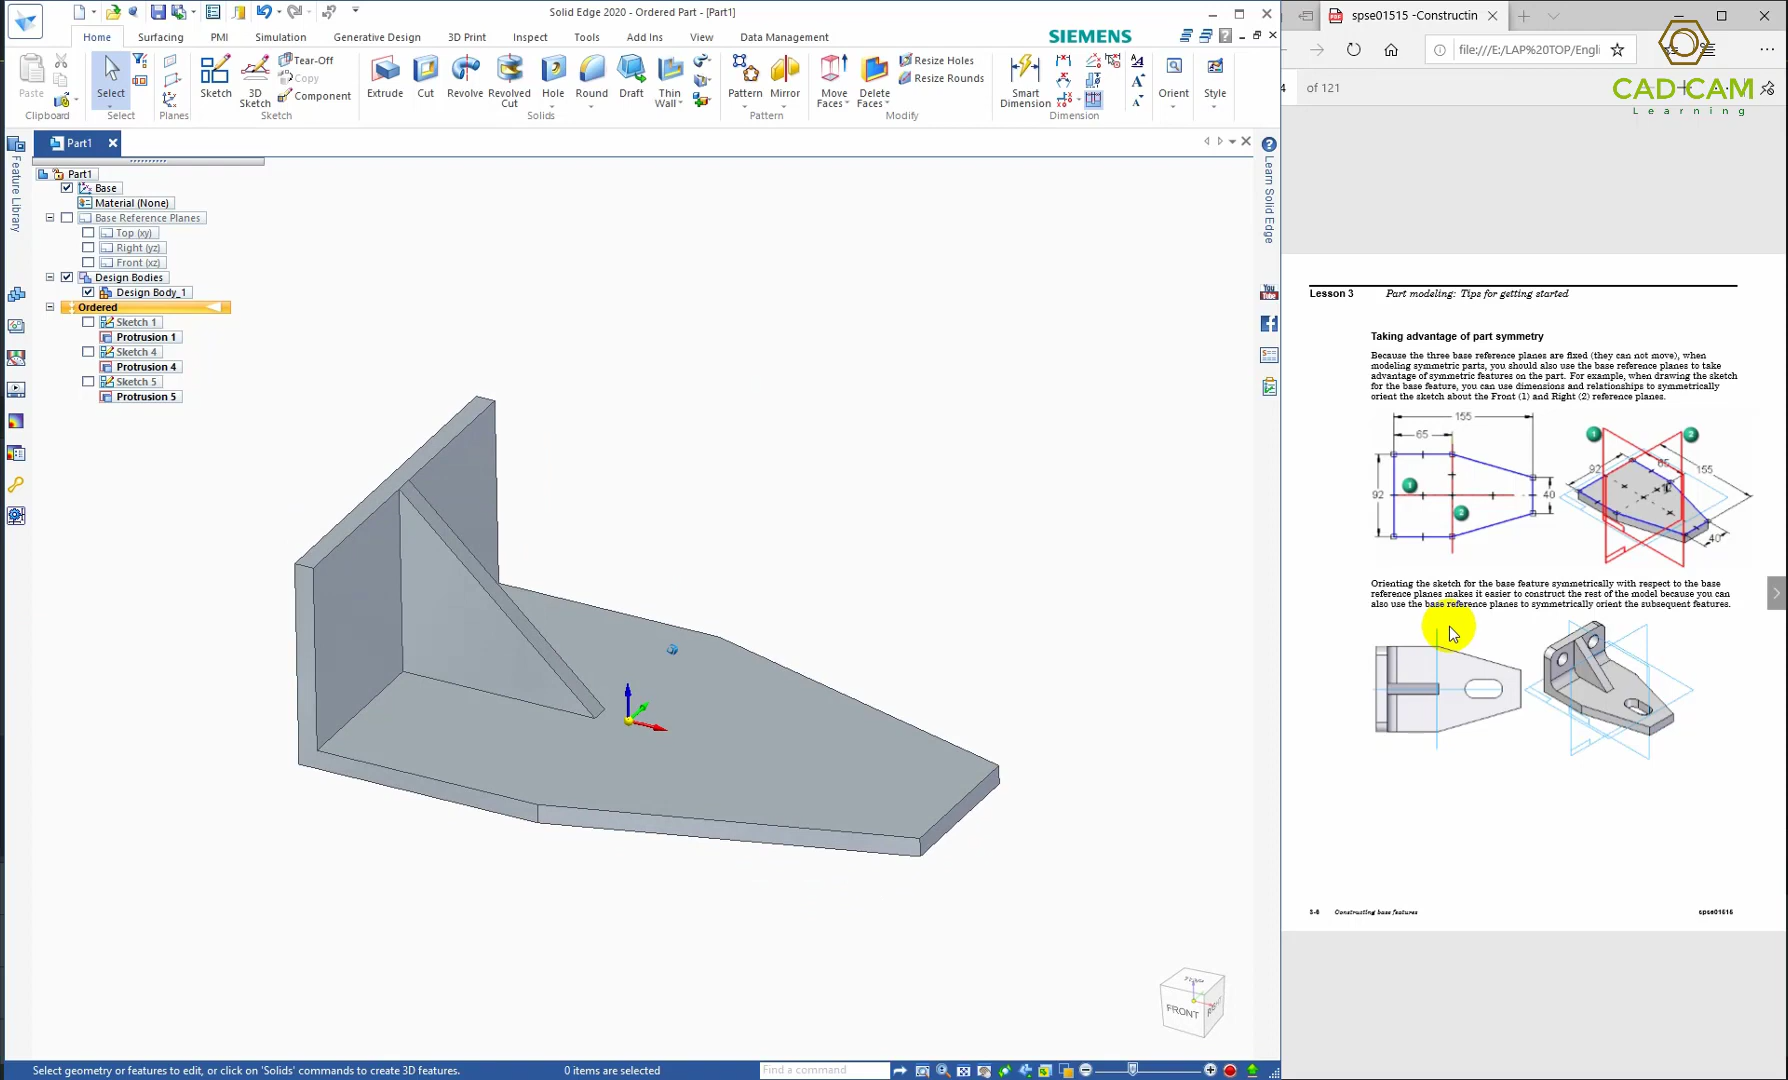 Solid Edge 2020 - Ordered Part - [Part1]
Home
Surfacing
PMI
Simulation
Generative Design
3D Print
Inspect
Tools
Add Ins
View
Data Management
SIEMENS
Paste
Clipboard
Select
Select
Planes
Sketch
3D Sketch
Tear-Off
Copy
Component
Sketch
Extrude
Cut
Revolve
Revolved Cut
Hole
Round
Draft
Thin Wall
Solids
Pattern
Mirror
Pattern
Move Faces
Delete Faces
Resize Holes
Resize Rounds
Modify
Smart Dimension
Dimension
Orient
Style
Part1
Feature Library
Part1
Base
Material (None)
Base Reference Planes
Top (xy)
Right (yz)
Front (xz)
Design Bodies
Design Body_1
Ordered
Sketch 1
Protrusion 1
Sketch 4
Protrusion 4
Sketch 5
Protrusion 5
Learn Solid Edge
You Tube
FRONT
Select geometry or features to edit, or click on 'Solids' commands to create 3D features.
0 items are selected
Find a command
spse01515 -Constructin
file:///E:/LAP%20TOP/Engli
of 121
CAD-CAM
Learning
Lesson 3
Part modeling: Tips for getting started
Taking advantage of part symmetry
Because the three base reference planes are fixed (they can not move), when
modeling symmetric parts, you should also use the base reference planes to take
advantage of symmetric features on the part. For example, when drawing the sketch
for the base feature, you can use dimensions and relationships to symmetrically
orient the sketch about the Front (1) and Right (2) reference planes.
155
65
92
40
1
2
1
2
92
65
155
40
Orienting the sketch for the base feature symmetrically with respect to the base
reference planes makes it easier to construct the rest of the model because you can
also use the base reference planes to symmetrically orient the subsequent features.
3-8
Constructing base features
spse01515